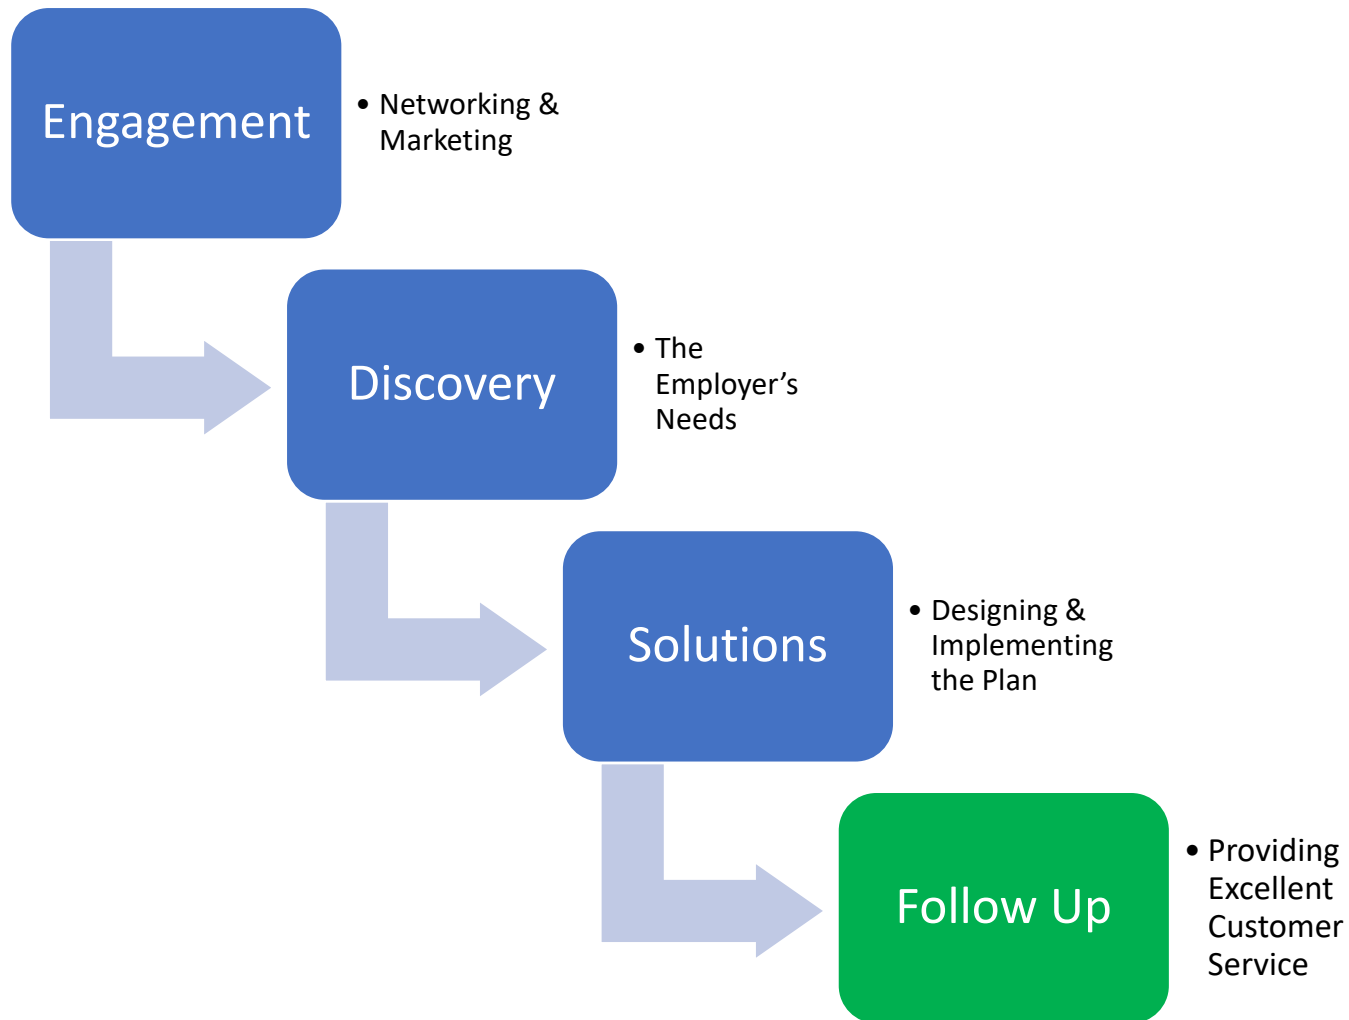 Engagement
• Networking &
Marketing
Discovery
• The
Employer’s
Needs
Solutions
• Designing &
Implementing
the Plan
Follow Up
• Providing
Excellent
Customer
Service